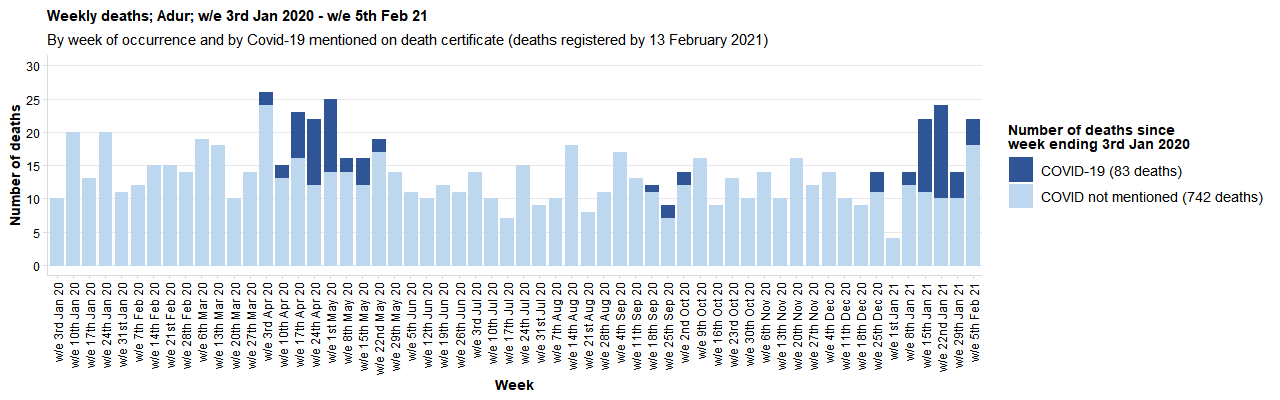 Weekly deaths; Adur; w/e 3rd Jan 2020 - w/e 5th Feb 21
By week of occurrence and by Covid-19 mentioned on death certificate (deaths registered by 13 February 2021)
Number of deaths
30
25
20
15
10
5
0
w/e 3rd Jan 20
w/e 10th Jan 20
w/e 17th Jan 20
w/e 24th Jan 20
w/e 31st Jan 20
w/e 7th Feb 20
w/e 14th Feb 20
w/e 21st Feb 20
w/e 28th Feb 20
w/e 6th Mar 20
w/e 13th Mar 20
w/e 20th Mar 20
w/e 27th Mar 20
w/e 3rd Apr 20
w/e 10th Apr 20
w/e 17th Apr 20
w/e 24th Apr 20
w/e 1st May 20
w/e 8th May 20
w/e 15th May 20
w/e 22nd May 20
w/e 29th May 20
w/e 5th Jun 20
w/e 12th Jun 20
w/e 19th Jun 20
w/e 26th Jun 20
w/e 3rd Jul 20
w/e 10th Jul 20
w/e 17th Jul 20
w/e 24th Jul 20
w/e 31st Jul 20
w/e 7th Aug 20
w/e 14th Aug 20
w/e 21st Aug 20
w/e 28th Aug 20
w/e 4th Sep 20
w/e 11th Sep 20
w/e 18th Sep 20
w/e 25th Sep 20
w/e 2nd Oct 20
w/e 9th Oct 20
w/e 16th Oct 20
w/e 23rd Oct 20
w/e 30th Oct 20
w/e 6th Nov 20
w/e 13th Nov 20
w/e 20th Nov 20
w/e 27th Nov 20
w/e 4th Dec 20
w/e 11th Dec 20
w/e 18th Dec 20
w/e 25th Dec 20
w/e 1st Jan 21
w/e 8th Jan 21
w/e 15th Jan 21
w/e 22nd Jan 21
w/e 29th Jan 21
w/e 5th Feb 21
Week
Number of deaths since
week ending 3rd Jan 2020
COVID-19 (83 deaths)
COVID not mentioned (742 deaths)